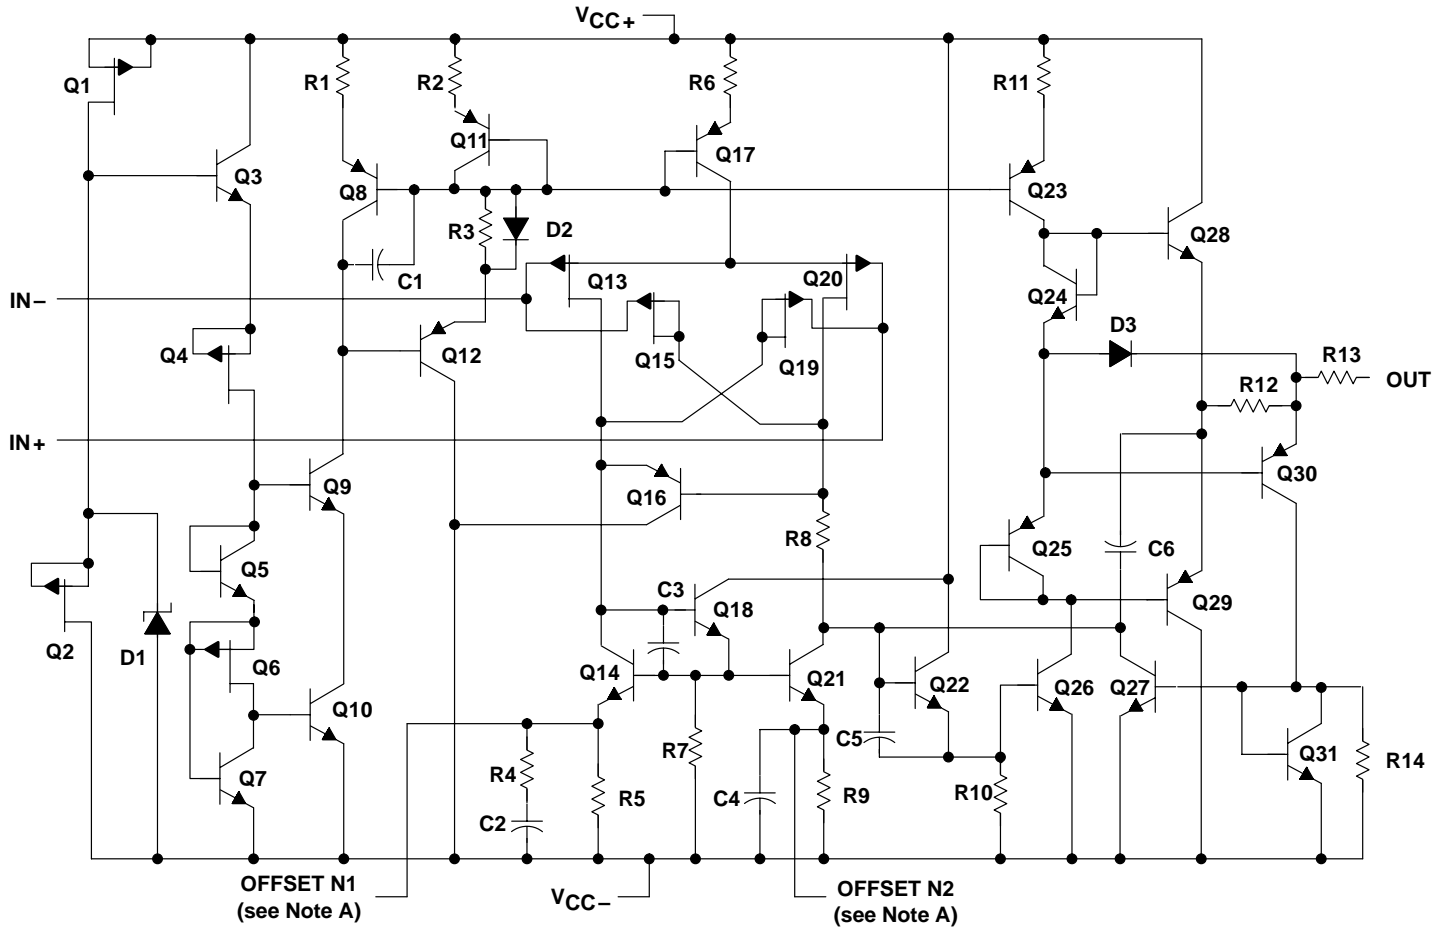 VCC+
Q1
R1
R2
R6
R11
Q11
Q17
Q3
Q8
Q23
R3
D2
Q28
C1
Q13
Q20
IN−
Q24
Q4
Q12
Q15
Q19
D3
R13
OUT
R12
IN+
Q9
Q16
Q30
R8
Q25
C6
Q5
C3
Q18
Q29
Q2
D1
Q6
Q14
Q21
Q22
Q26
Q27
Q10
Q7
R4
R7
C5
Q31
R14
C2
R5
C4
R9
R10
OFFSET N1
(see Note A)
VCC−
OFFSET N2
(see Note A)